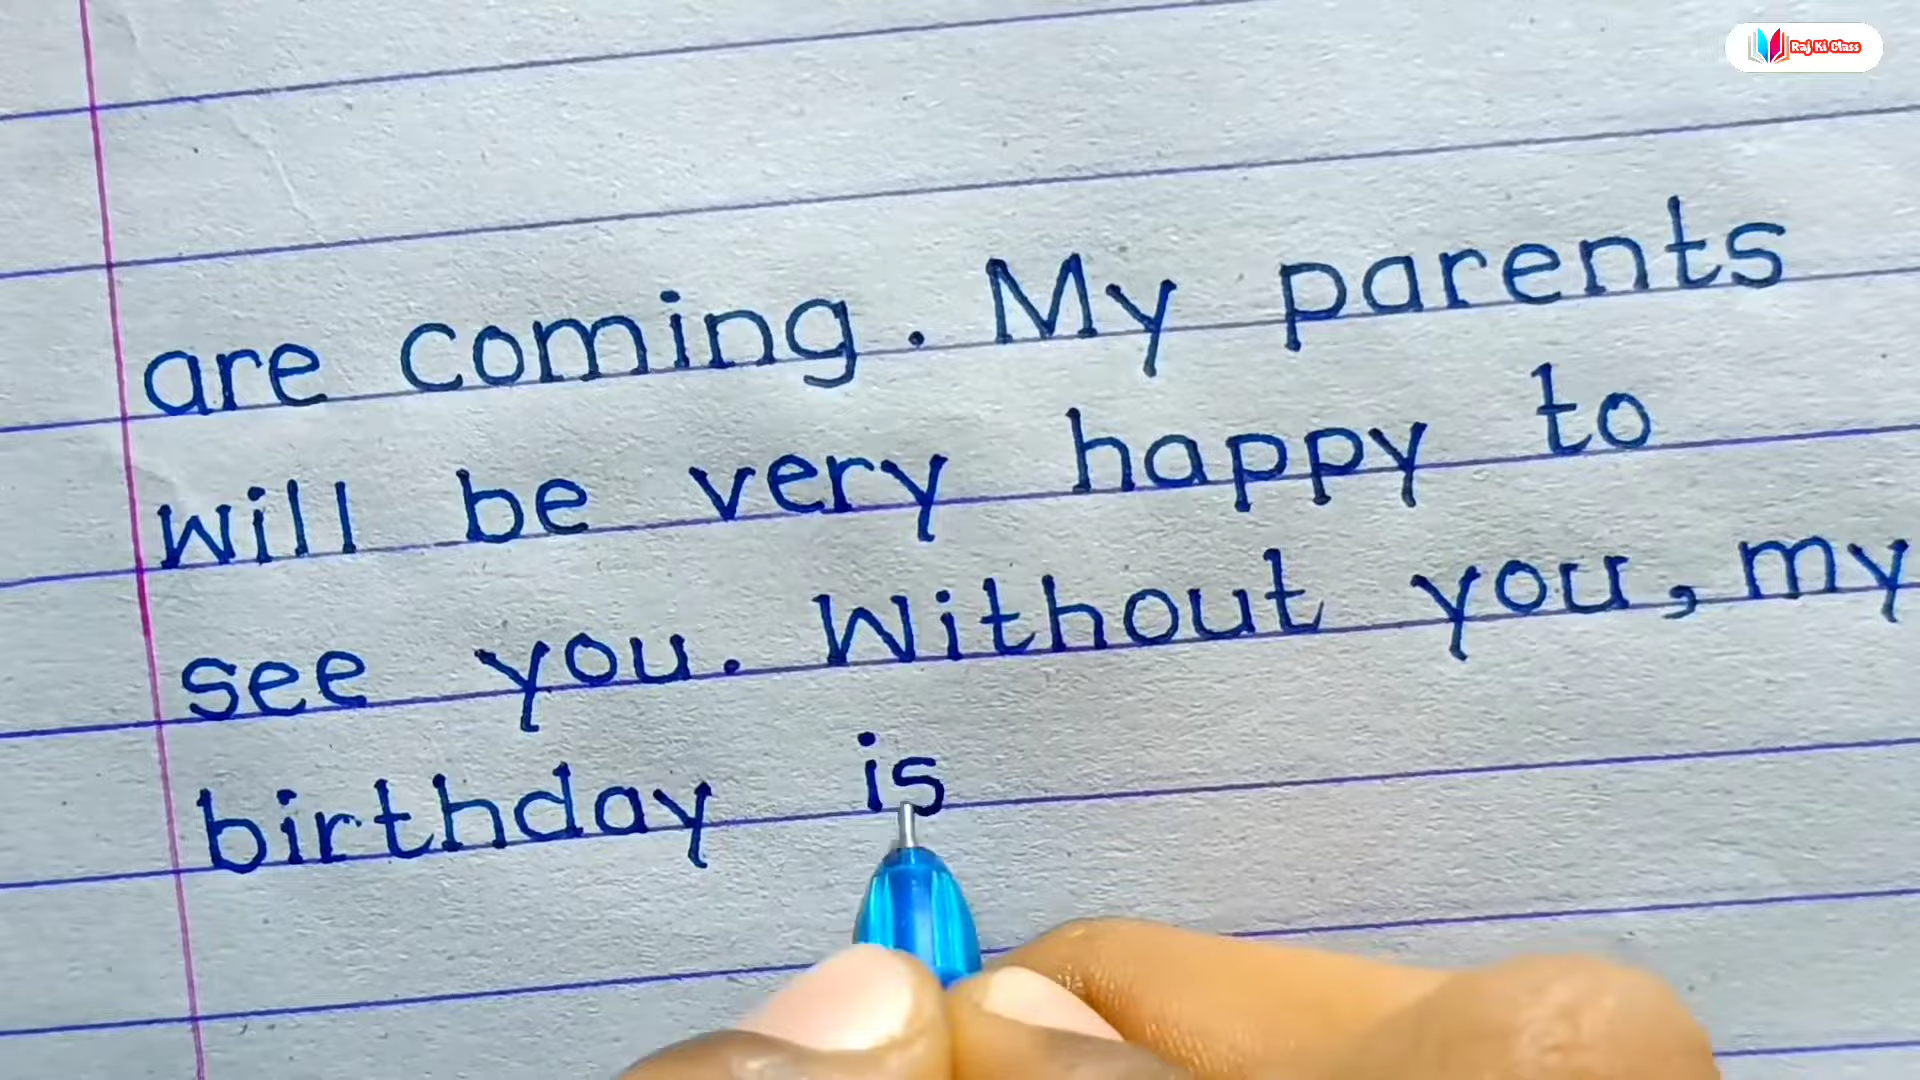 Raj Ki Class
are coming. My parents
will be very happy to
see you. Without you, my
birthday is